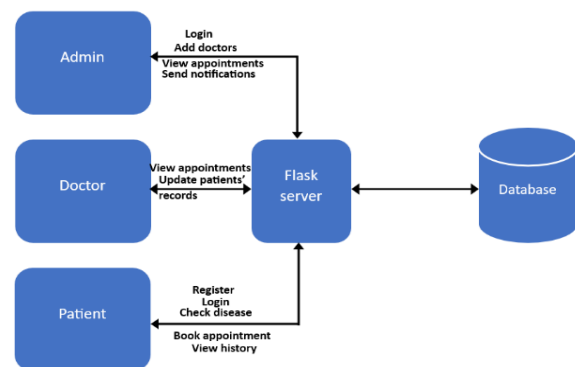 Admin
Login
Add doctors
View appointments
Send notifications
Doctor
View appointments
Update patients'
records
Flask
server
Database
Patient
Register
Login
Check disease
Book appointment
View history